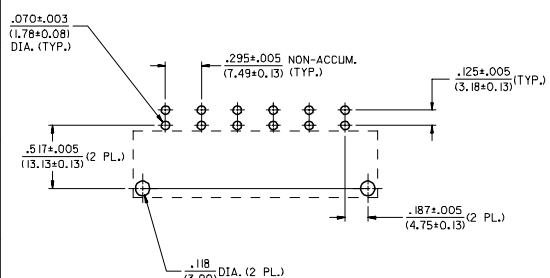 .070±.003
(1.78±0.08)
DIA. (TYP.)
.295±.005 NON-ACCUM.
(7.49±0.13) (TYP.)
.125±.005 (TYP.)
(3.18±0.13)
.517±.005 (2 PL.)
(13.13±0.13)
.187±.005 (2 PL.)
(4.75±0.13)
.118 DIA. (2 PL.)
(3.00)